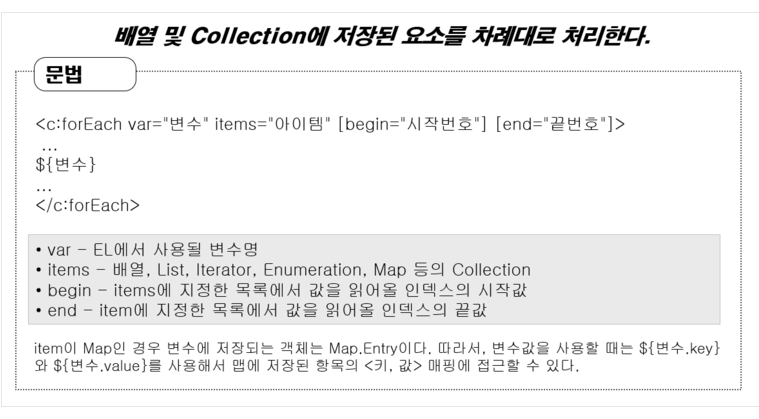 배열 및 Collection에 저장된 요소를 차례대로 처리한다.
문법
<c:forEach var="변수" items="아이템" [begin="시작번호"] [end="끝번호"]>
...
${변수}
...
</c:forEach>
• var - EL에서 사용될 변수명
• items - 배열, List, Iterator, Enumeration, Map 등의 Collection
• begin - items에 지정한 목록에서 값을 읽어올 인덱스의 시작값
• end - item에 지정한 목록에서 값을 읽어올 인덱스의 끝값
item이 Map인 경우 변수에 저장되는 객체는 Map.Entry이다. 따라서, 변수값을 사용할 때는 ${변수.key}
와 ${변수.value}를 사용해서 맵에 저장된 항목의 <키, 값> 매핑에 접근할 수 있다.